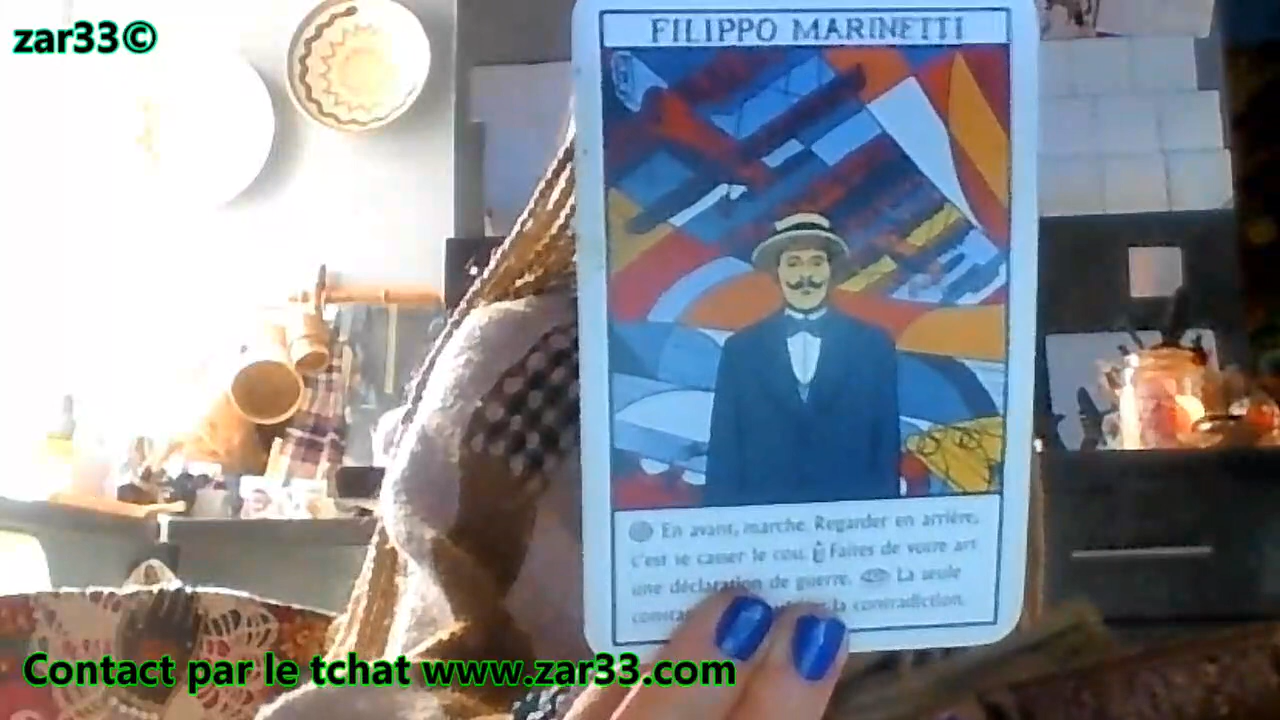 zar33©
FILIPPO MARINETTI
En avant, marche. Regarder en arrière,
c'est se casser le cou. Faites de votre art
une déclaration de guerre. La seule
la contradiction.
Contact par le tchat www.zar33.com